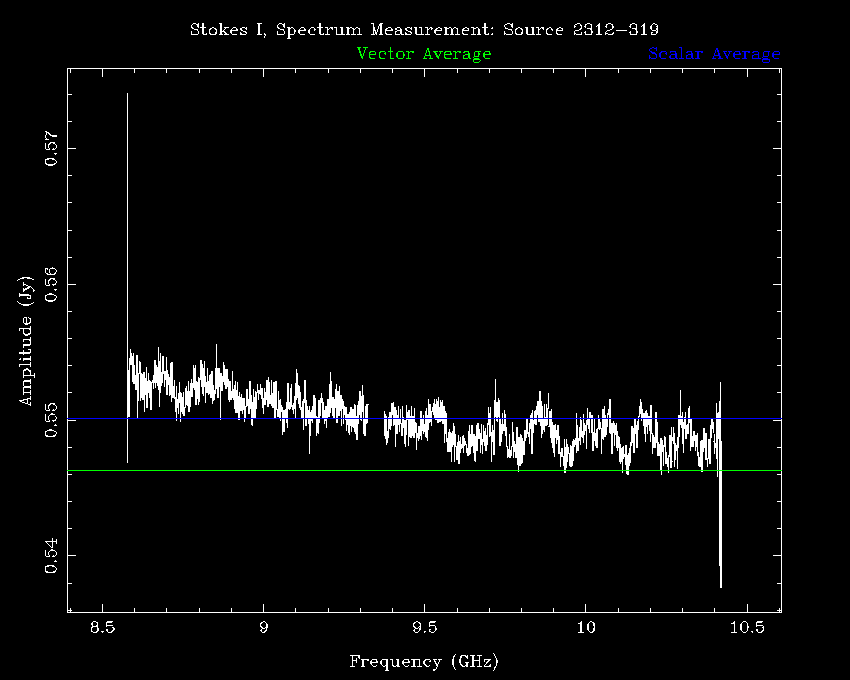 Stokes I, Spectrum Measurement: Source 2312−319
Vector Average
Scalar Average
0.57
0.56
0.55
0.54
Amplitude (Jy)
8.5
9
9.5
10
10.5
Frequency (GHz)